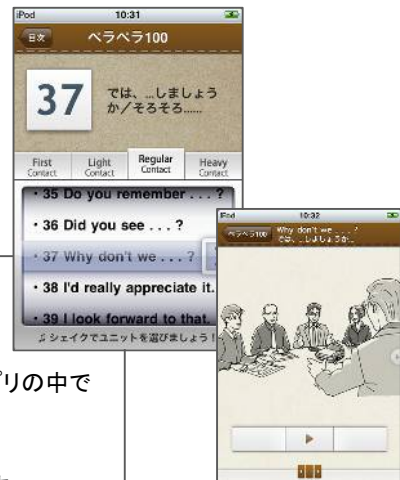 iPod 10:31
目次 ペラペラ100
37
では、…しましょう
か/そろそろ……
First Contact
Light Contact
Regular Contact
Heavy Contact
・35 Do you remember . . . ?
・36 Did you see . . . ?
・37 Why don't we . . . ?
・38 I'd really appreciate it.
・39 I look forward to that.
♫ シェイクでユニットを選びましょう!
iPod 10:32
ペラペラ100
Why don't we . . . ?
では、…しましょうか/…
プリの中で